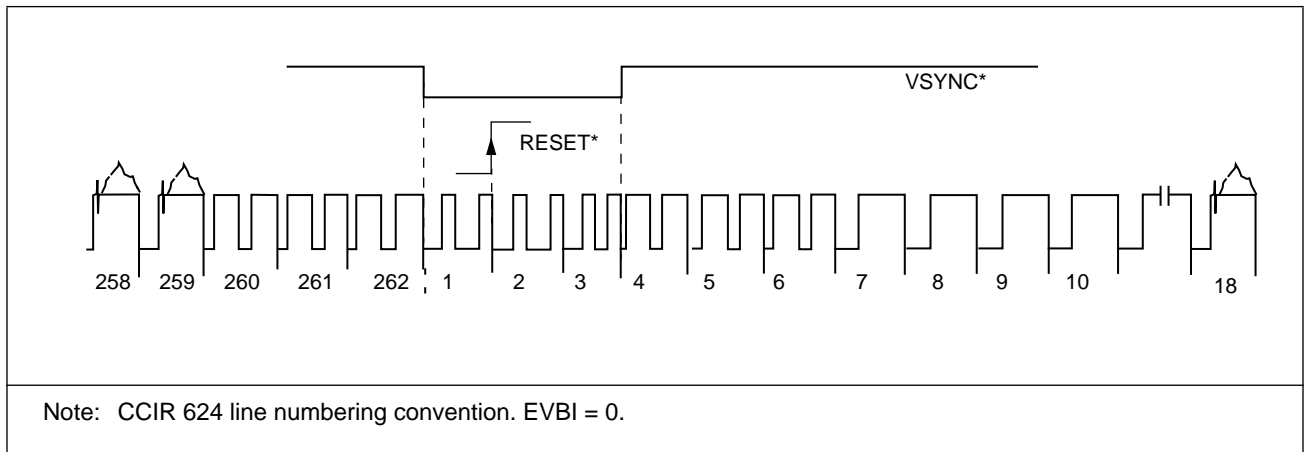 VSYNC*
RESET*
258 259 260 261 262 1 2 3 4 5 6 7 8 9 10 18
Note: CCIR 624 line numbering convention. EVBI = 0.